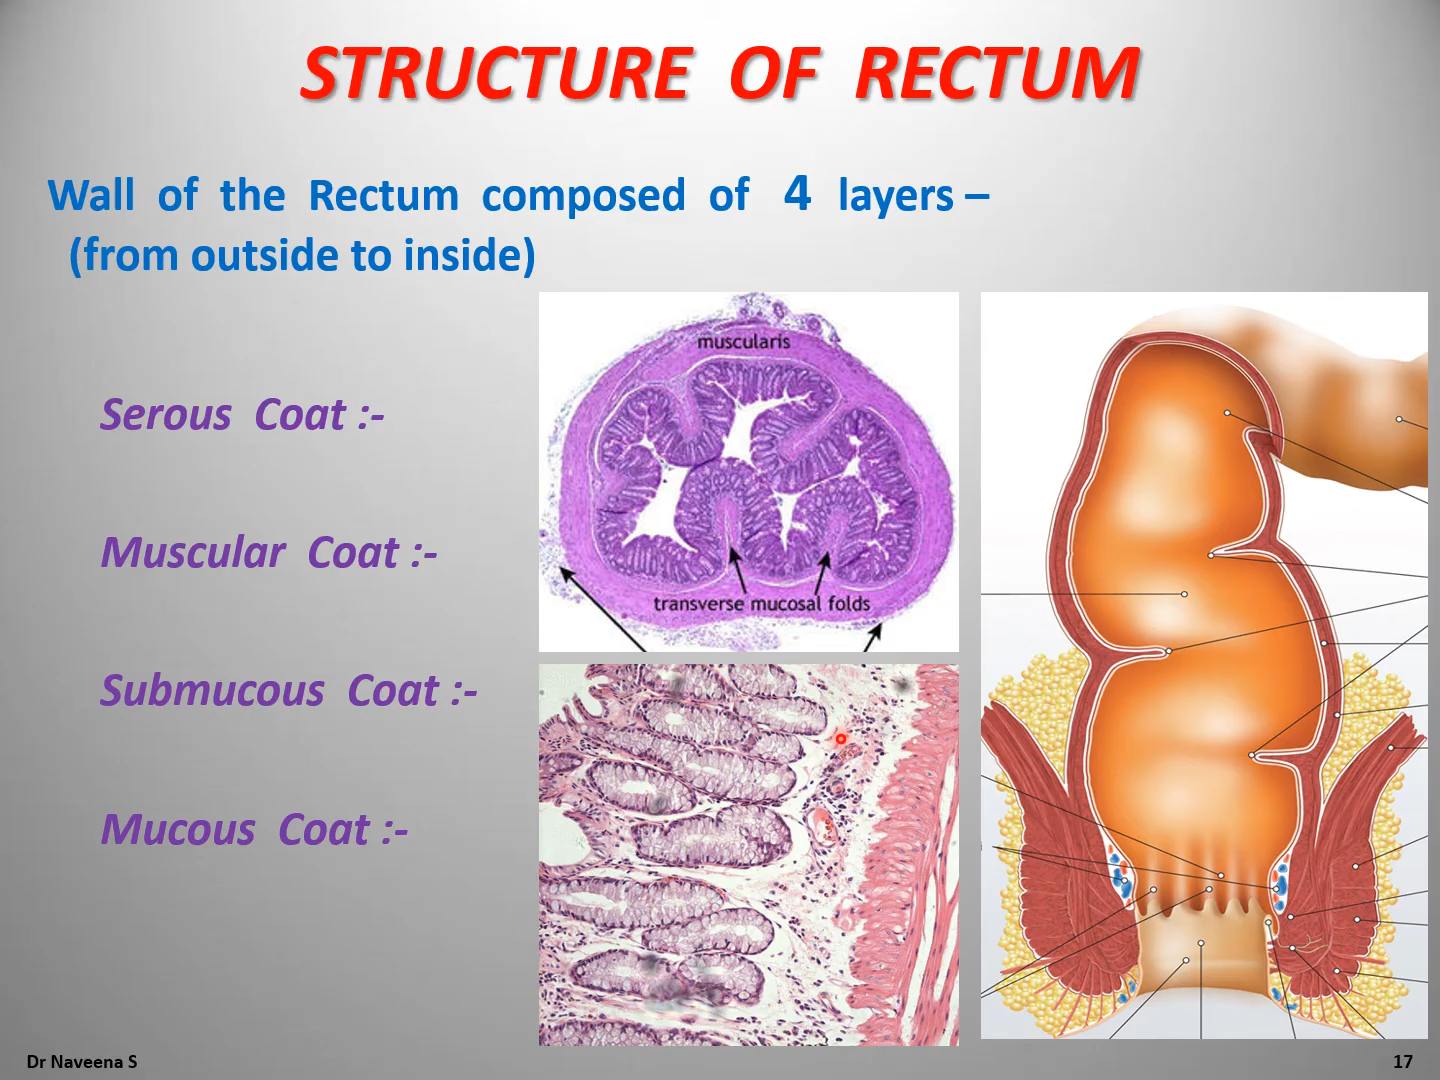 STRUCTURE OF RECTUM
Wall of the Rectum composed of 4 layers –
(from outside to inside)
Serous Coat :-
Muscular Coat :-
Submucous Coat :-
Mucous Coat :-
muscularis
transverse mucosal folds
Dr Naveena S
17